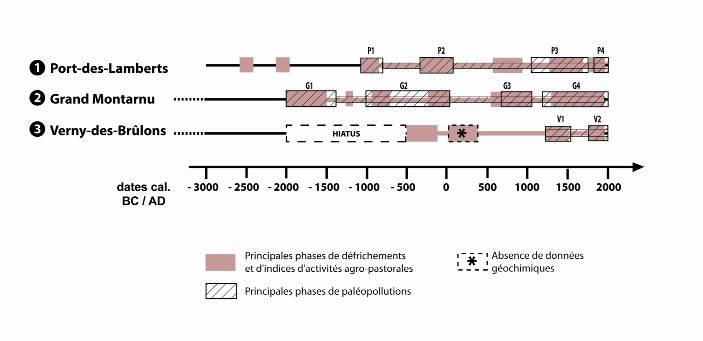 P1 P2 P3 P4
1 Port-des-Lamberts
G1 G2 G3 G4
2 Grand Montarnu
3 Verny-des-Brûlons HIATUS * V1 V2
dates cal. - 3000 - 2500 - 2000 - 1500 - 1000 - 500 0 500 1000 1500 2000
BC / AD
Principales phases de défrichements
et d'indices d'activités agro-pastorales
Principales phases de paléopollutions
* Absence de données
géochimiques